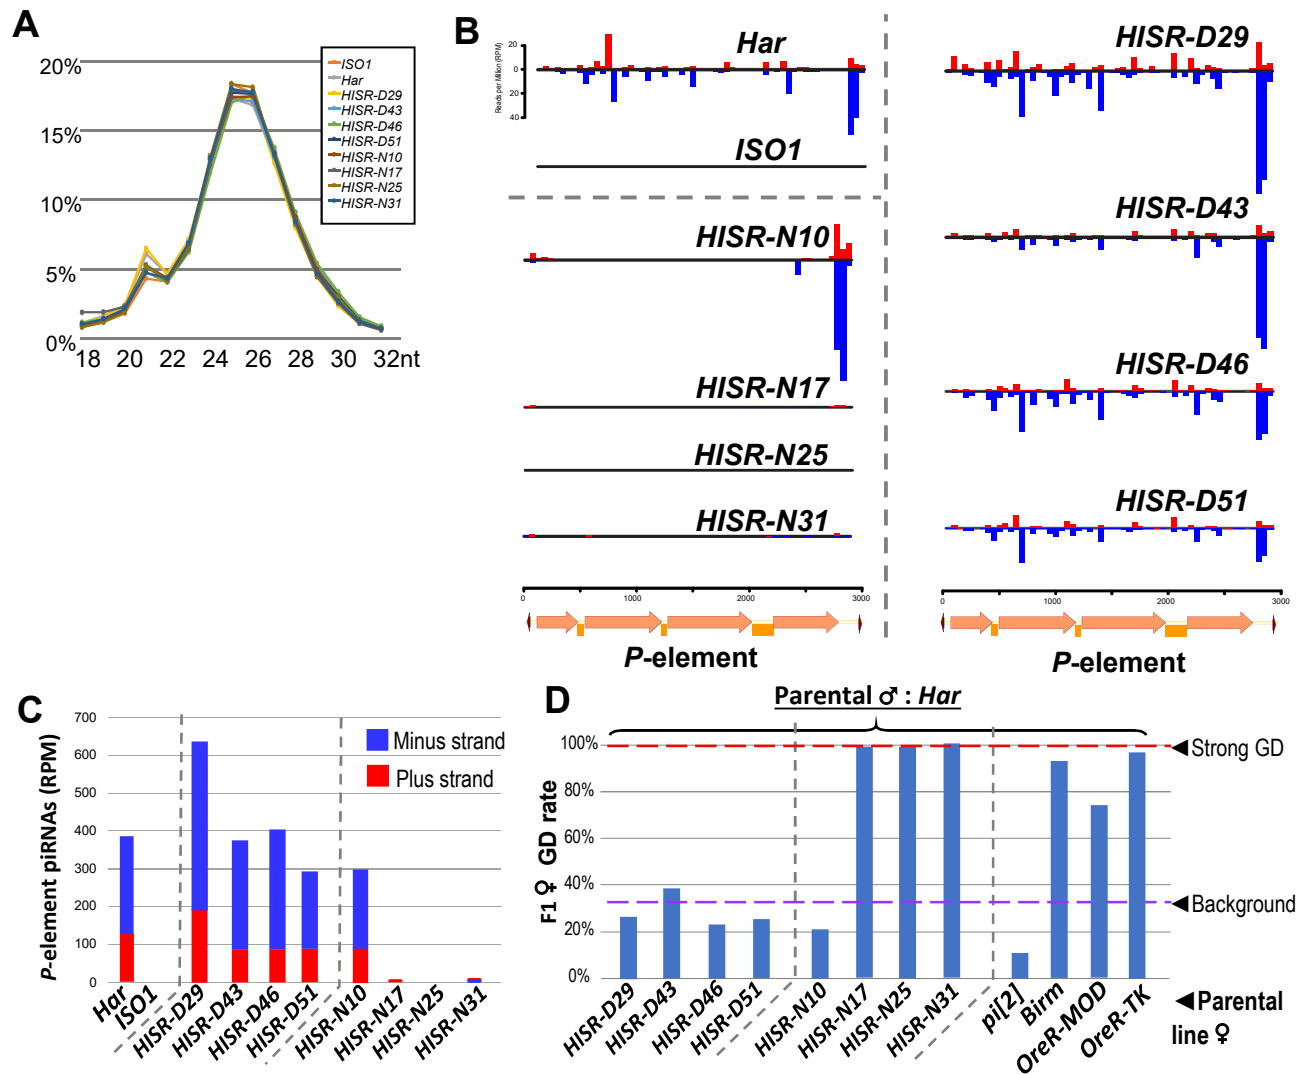 A
20%
15%
10%
5%
0%
18 20 22 24 26 28 30 32nt
ISO1
Har
HISR-D29
HISR-D43
HISR-D46
HISR-D51
HISR-N10
HISR-N17
HISR-N25
HISR-N31
B
Reads per Million (RPM)
20
0
20
40
Har
ISO1
HISR-N10
HISR-N17
HISR-N25
HISR-N31
0 1000 2000 3000
P-element
HISR-D29
HISR-D43
HISR-D46
HISR-D51
0 1000 2000 3000
P-element
C
P-element piRNAs (RPM)
700
600
500
400
300
200
100
0
Minus strand
Plus strand
Har
ISO1
HISR-D29
HISR-D43
HISR-D46
HISR-D51
HISR-N10
HISR-N17
HISR-N25
HISR-N31
D
Parental ♂ : Har
F1 ♀ GD rate
100%
80%
60%
40%
20%
0%
◀Strong GD
◀Background
HISR-D29
HISR-D43
HISR-D46
HISR-D51
HISR-N10
HISR-N17
HISR-N25
HISR-N31
pi[2]
Birm
OreR-MOD
OreR-TK
◀Parental
line ♀